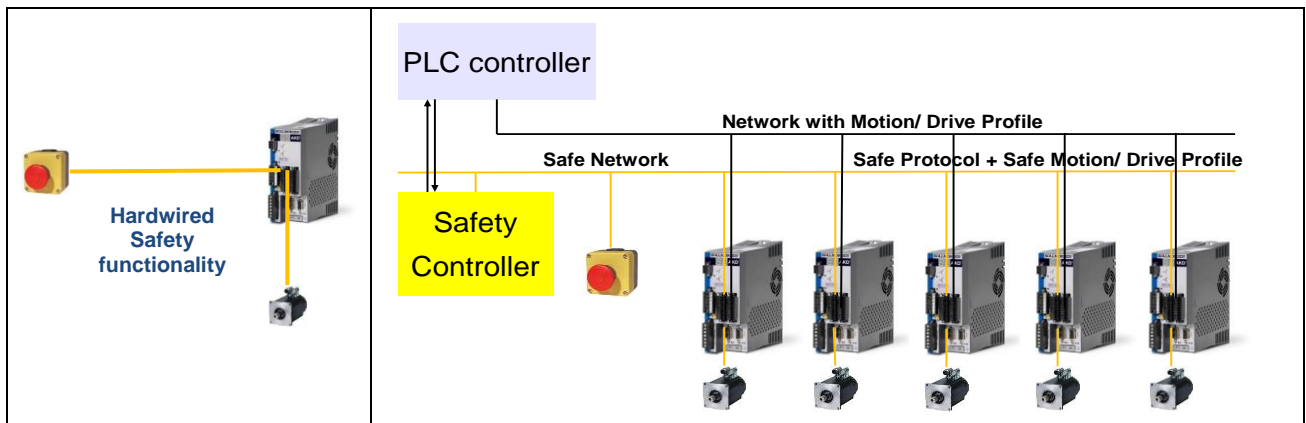 Hardwired
Safety
functionality
PLC controller
Network with Motion/ Drive Profile
Safe Network
Safe Protocol + Safe Motion/ Drive Profile
Safety
Controller